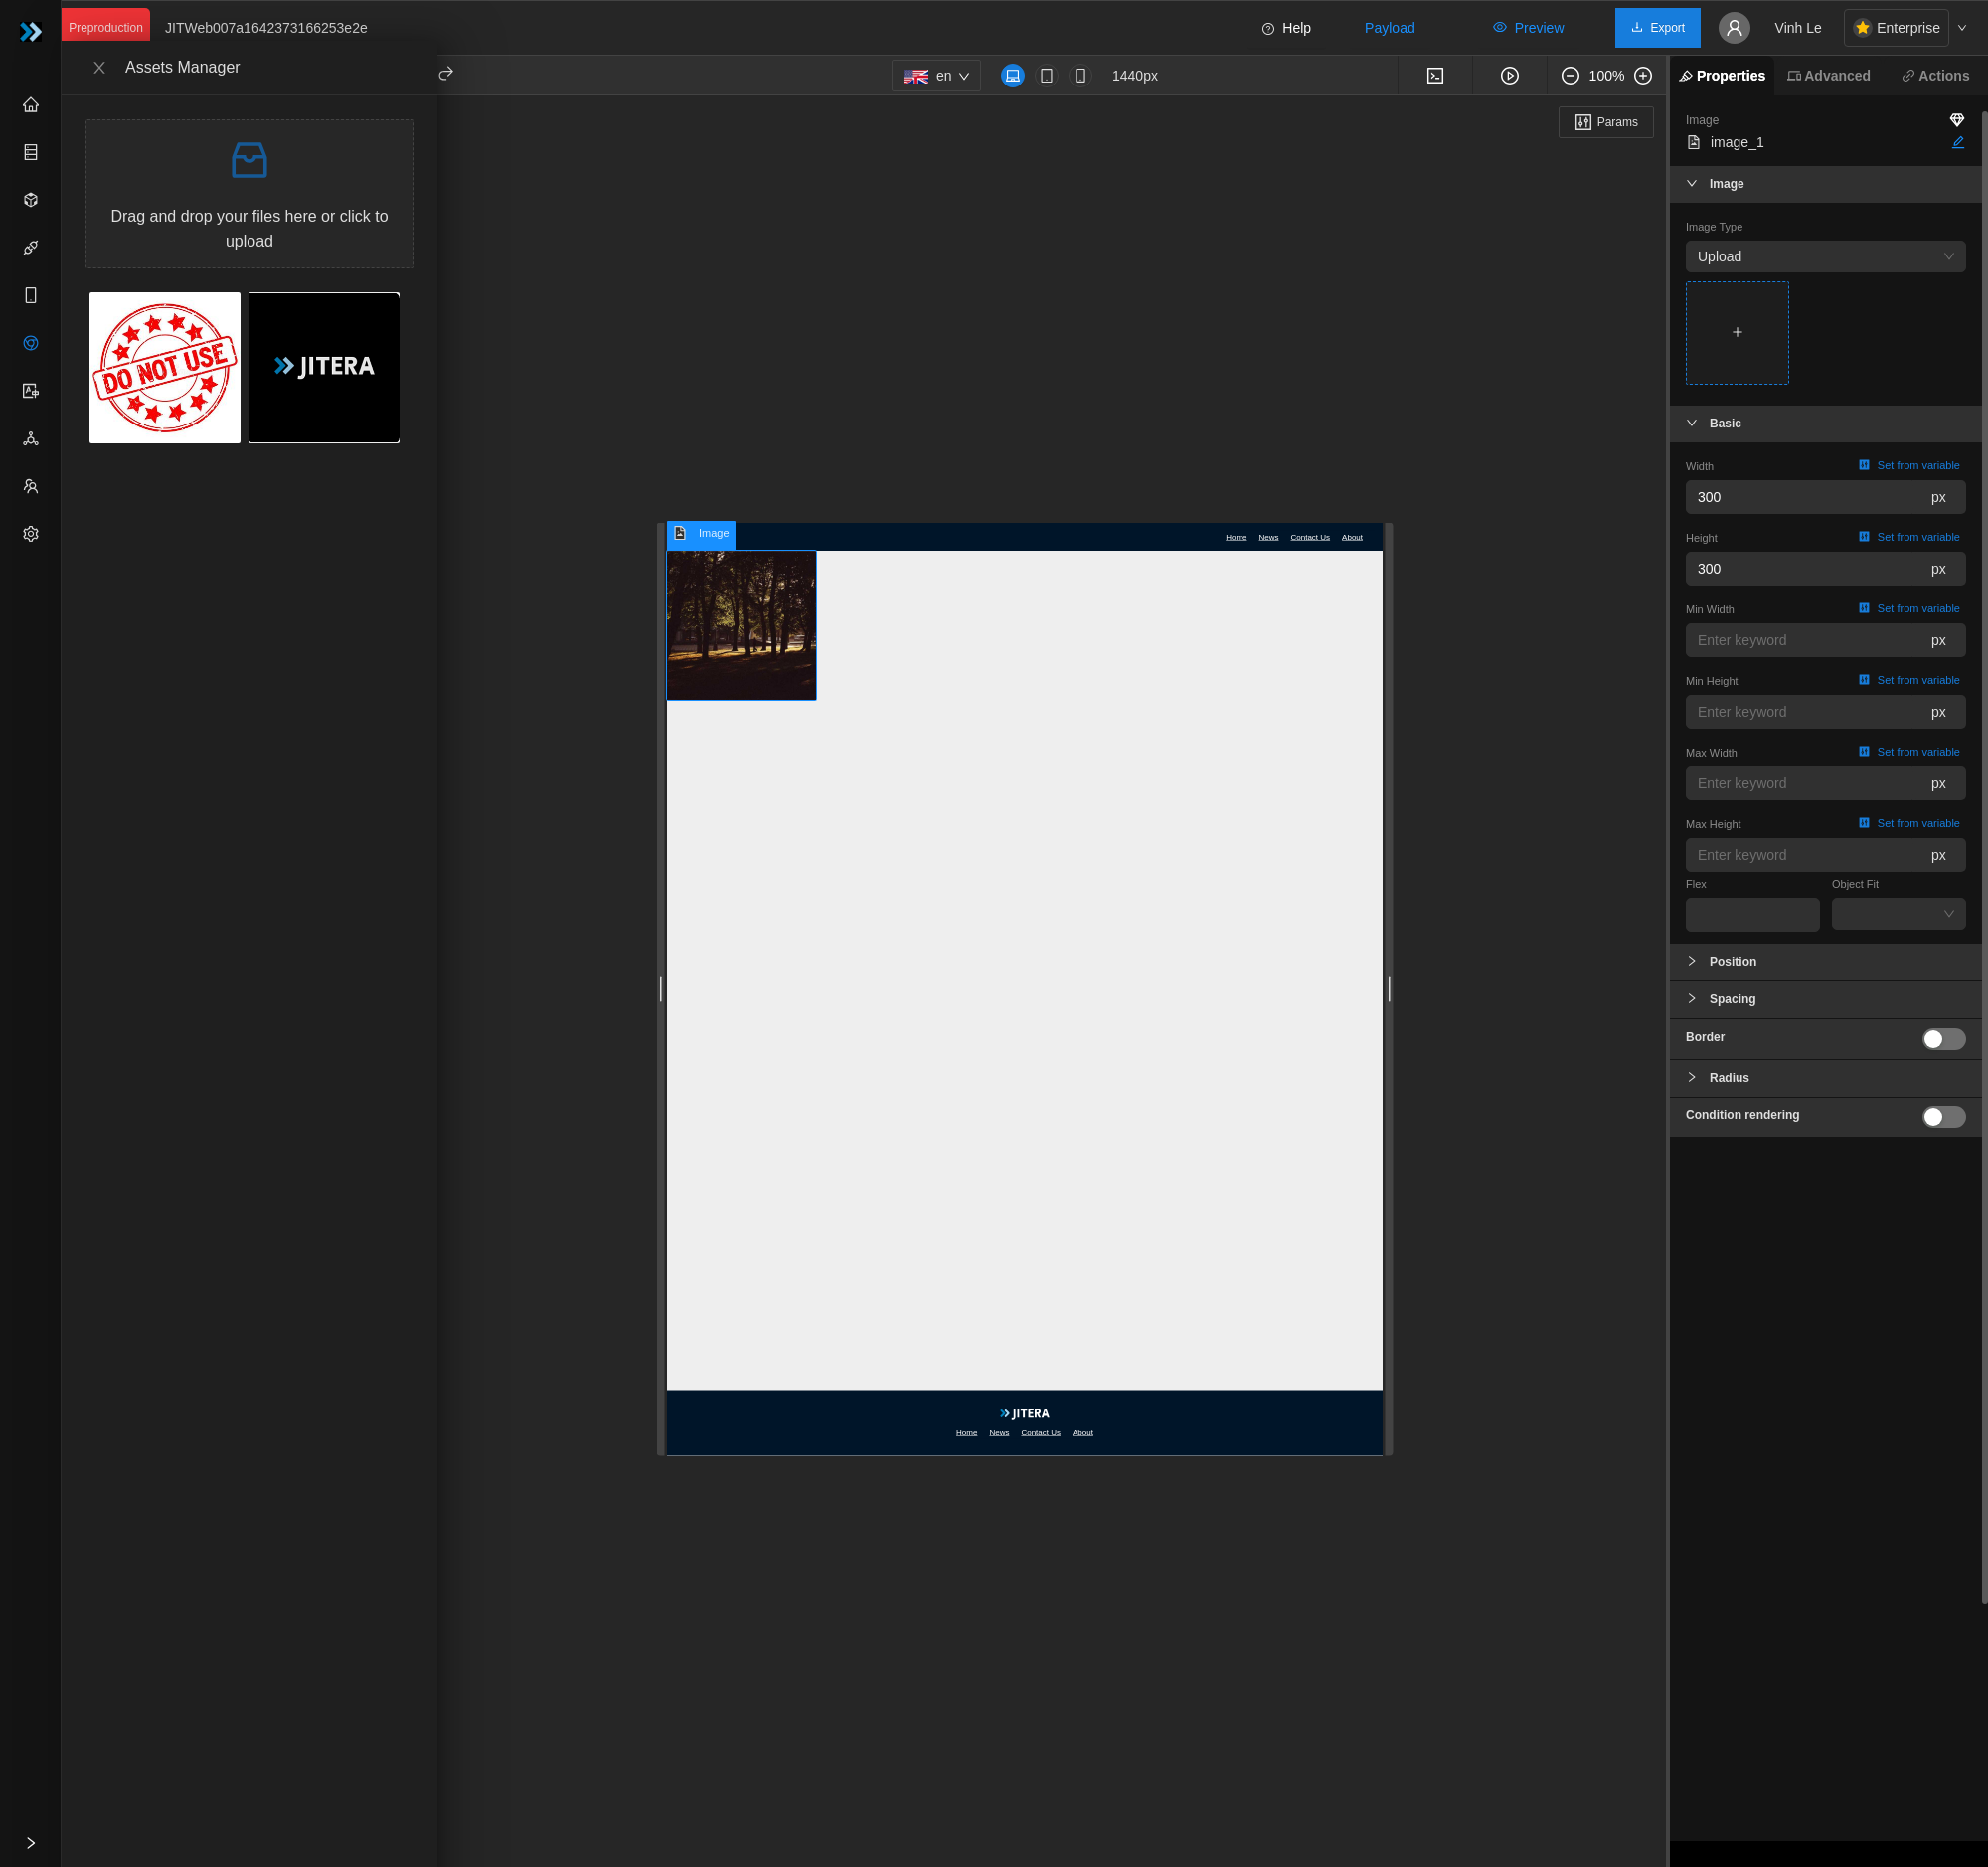 Preproduction
JITWeb007a1642373166253e2e
Help
Payload
Preview
Export
Vinh Le
Enterprise
Assets Manager
en
1440px
100%
Properties
Advanced
Actions
Params
Drag and drop your files here or click to
upload
DO NOT USE
JITERA
Image
Home
News
Contact Us
About
JITERA
Home
News
Contact Us
About
Image
image_1
Image
Image Type
Upload
Basic
Width
Set from variable
300
px
Height
Set from variable
300
px
Min Width
Set from variable
Enter keyword
px
Min Height
Set from variable
Enter keyword
px
Max Width
Set from variable
Enter keyword
px
Max Height
Set from variable
Enter keyword
px
Flex
Object Fit
Position
Spacing
Border
Radius
Condition rendering